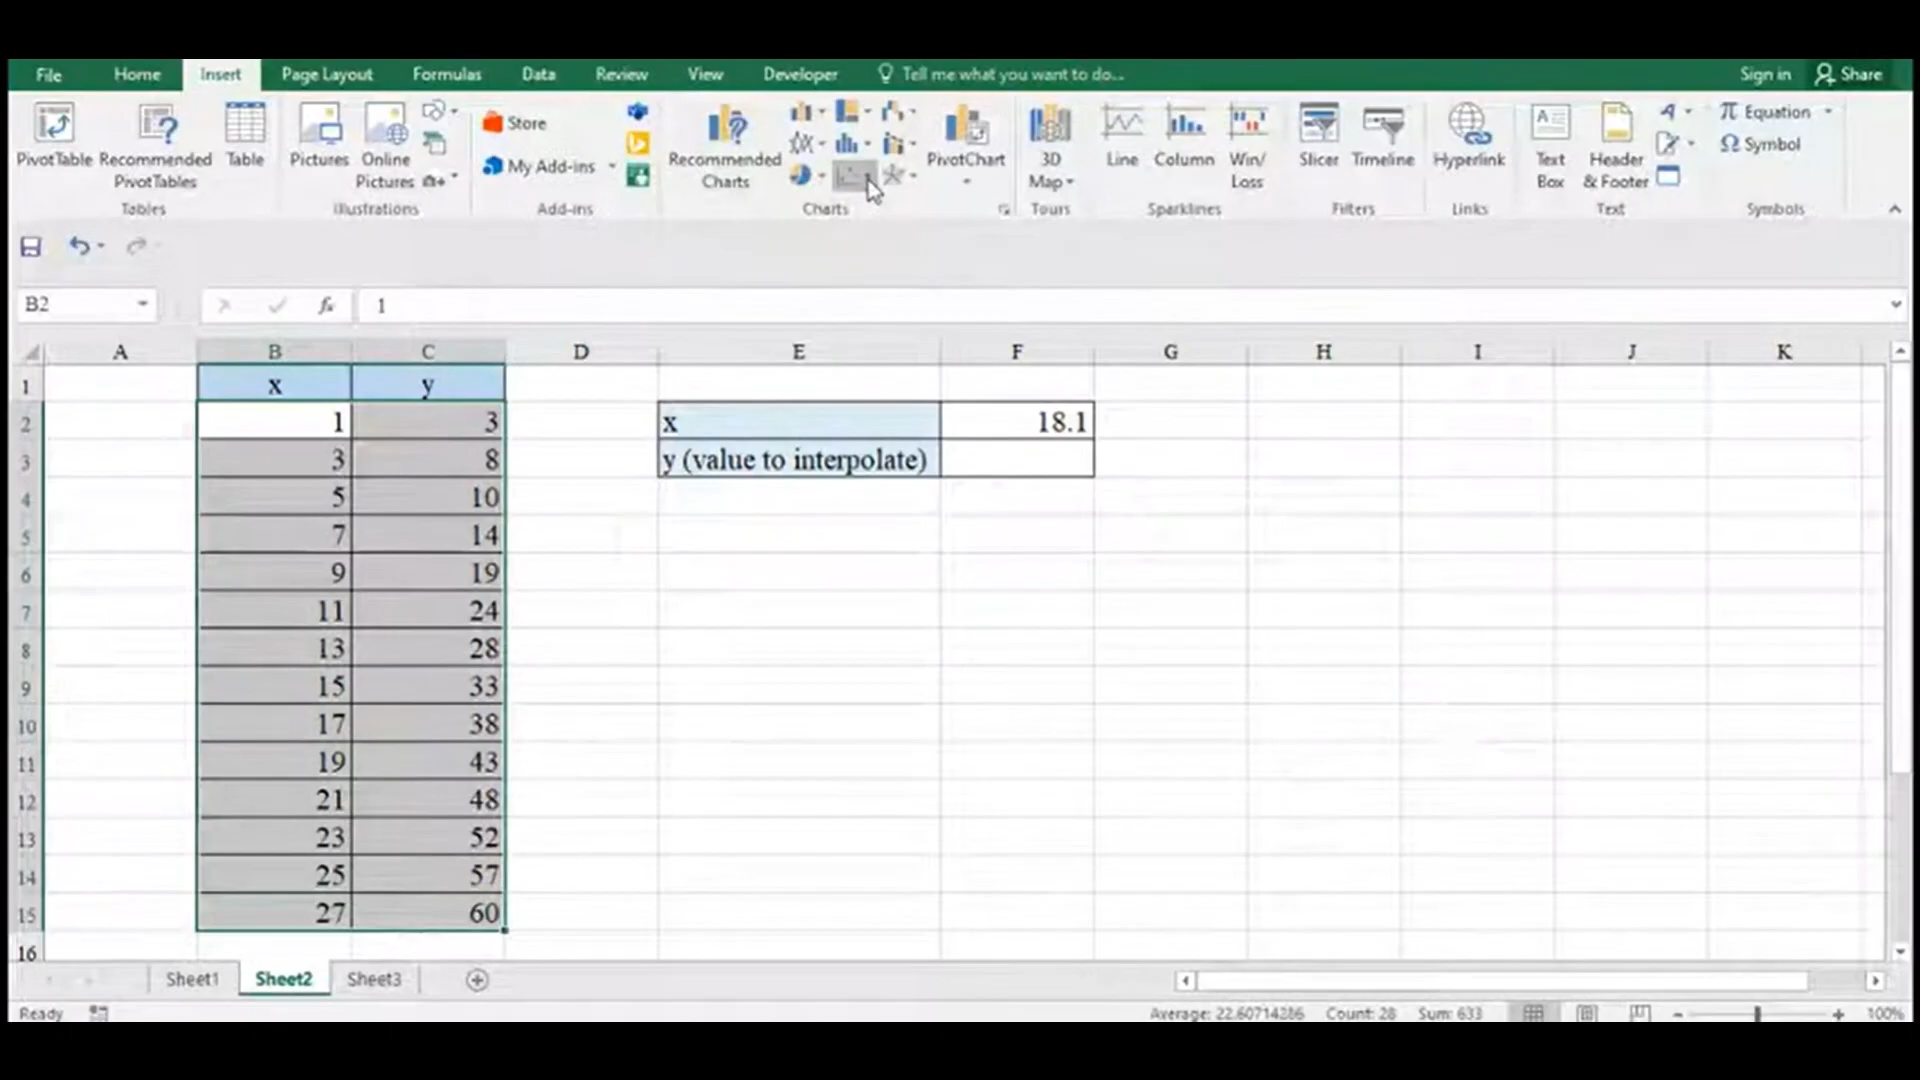 File Home Insert Page Layout Formulas Data Review View Developer Tell me what you want to do... Sign in Share
PivotTable Recommended PivotTables Table
Pictures Online Pictures
Store
My Add-ins
Recommended Charts
PivotChart
3D Map
Line Column Win/Loss
Slicer Timeline
Hyperlink
Text Box Header & Footer
Equation
Symbol
Tables Illustrations Add-ins Charts Tours Sparklines Filters Links Text Symbols
B2 fx 1
A B C D E F G H I J K
1 x y
2 1 3 x 18.1
3 3 8 y (value to interpolate)
4 5 10
5 7 14
6 9 19
7 11 24
8 13 28
9 15 33
10 17 38
11 19 43
12 21 48
13 23 52
14 25 57
15 27 60
16
Sheet1 Sheet2 Sheet3
Ready Average: 22.60714286 Count: 28 Sum: 633 100%